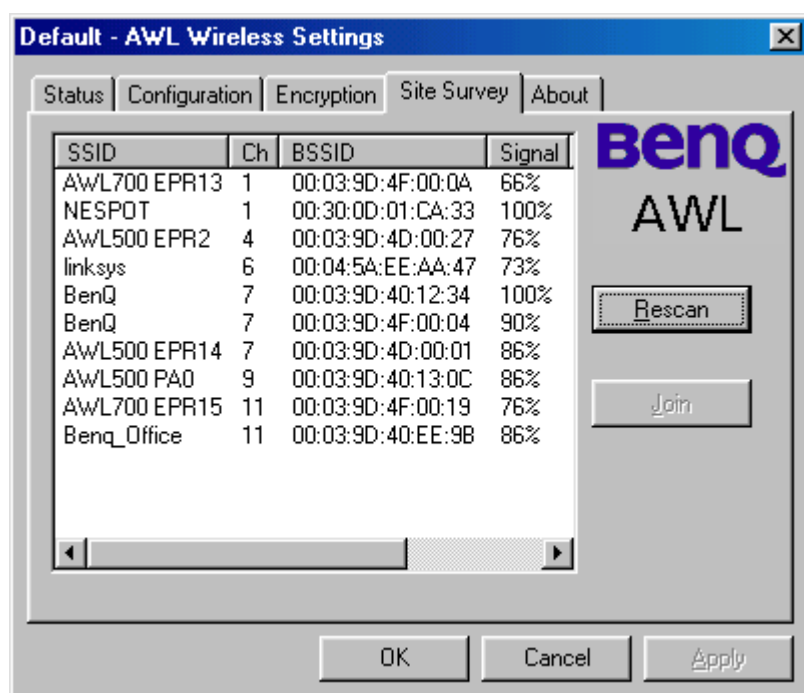 Default - AWL Wireless Settings
Status Configuration Encryption Site Survey About
SSID Ch BSSID Signal
AWL700 EPR13 1 00:03:9D:4F:00:0A 66%
NESPOT 1 00:30:0D:01:CA:33 100%
AWL500 EPR2 4 00:03:9D:4D:00:27 76%
linksys 6 00:04:5A:EE:AA:47 73%
BenQ 7 00:03:9D:40:12:34 100%
BenQ 7 00:03:9D:4F:00:04 90%
AWL500 EPR14 7 00:03:9D:4D:00:01 86%
AWL500 PA0 9 00:03:9D:40:13:0C 86%
AWL700 EPR15 11 00:03:9D:4F:00:19 76%
Benq_Office 11 00:03:9D:40:EE:9B 86%
BenQ
AWL
Rescan
Join
OK Cancel Apply